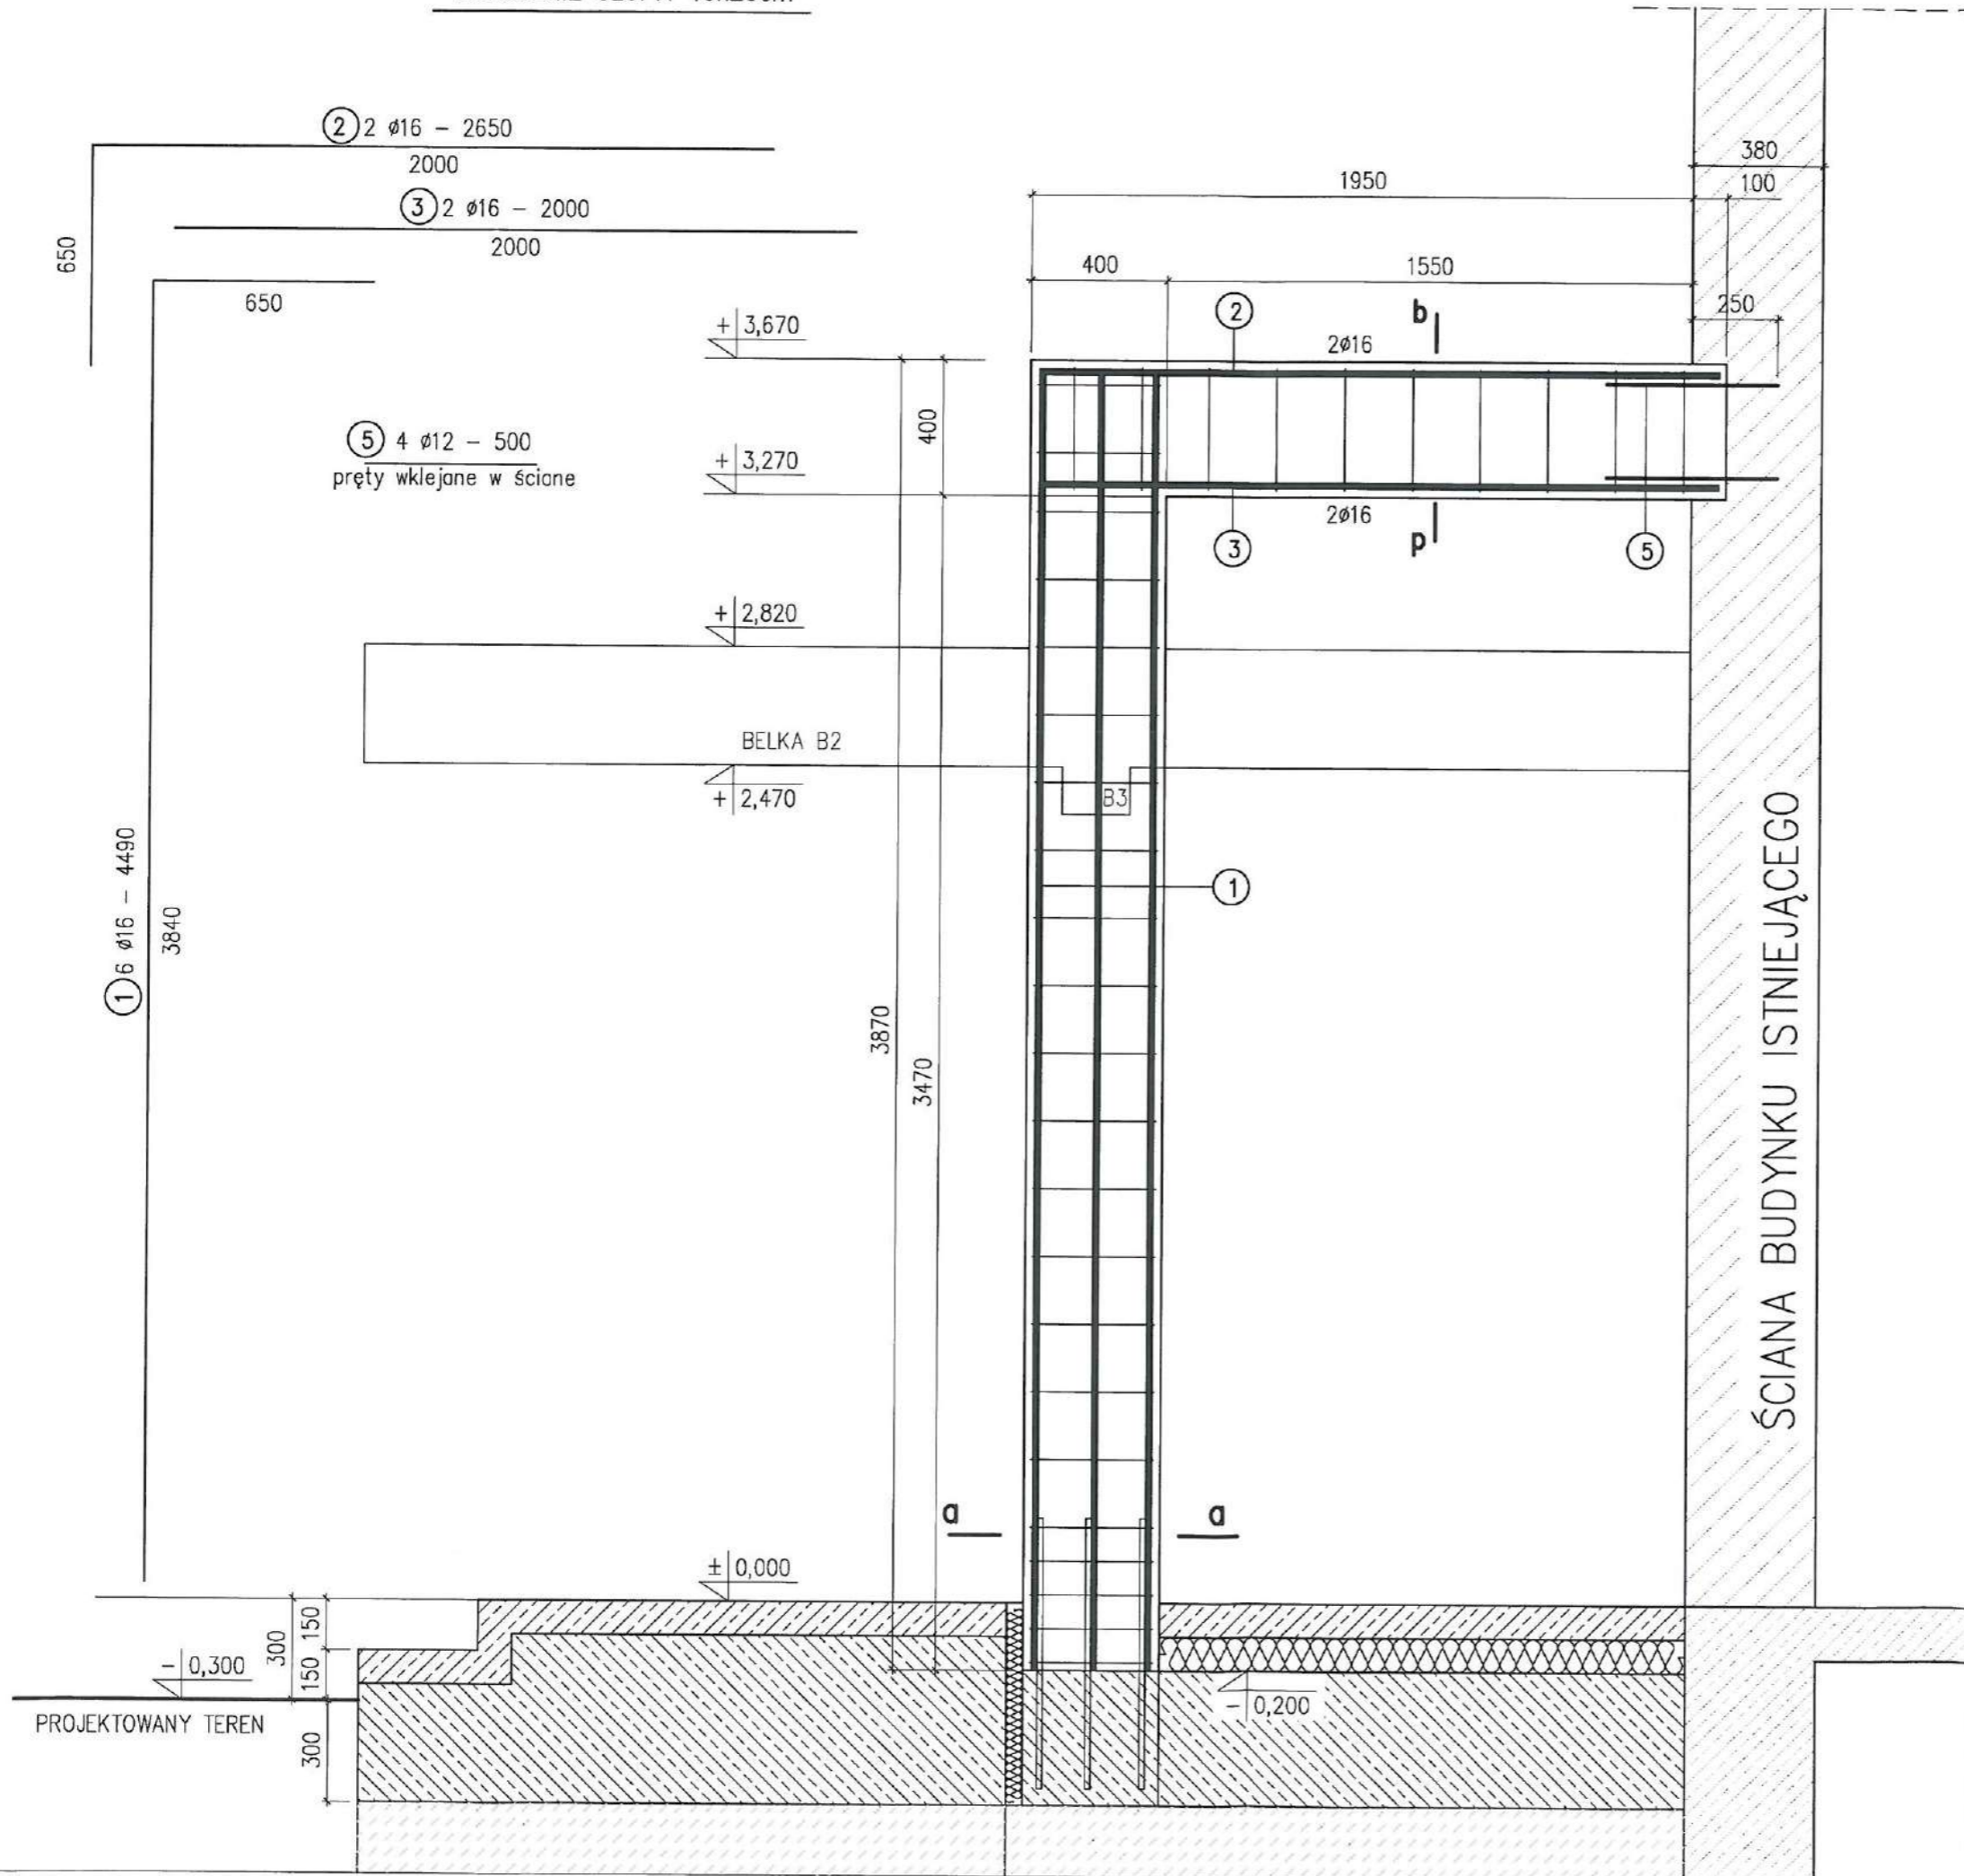 ② 2 ø16 – 2650
2000
③ 2 ø16 – 2000
2000
650
650
380
1950
100
400
1550
250
+ 3,670
②
b
2ø16
400
⑤ 4 ø12 – 500
pręty wklejane w ścianę
+ 3,270
2ø16
③
p
⑤
+ 2,820
BELKA B2
+ 2,470
B3
① 6 ø16 – 4490
3840
①
3870
3470
ŚCIANA BUDYNKU ISTNIEJĄCEGO
a
a
± 0,000
300
150
150
– 0,300
PROJEKTOWANY TEREN
– 0,200
300